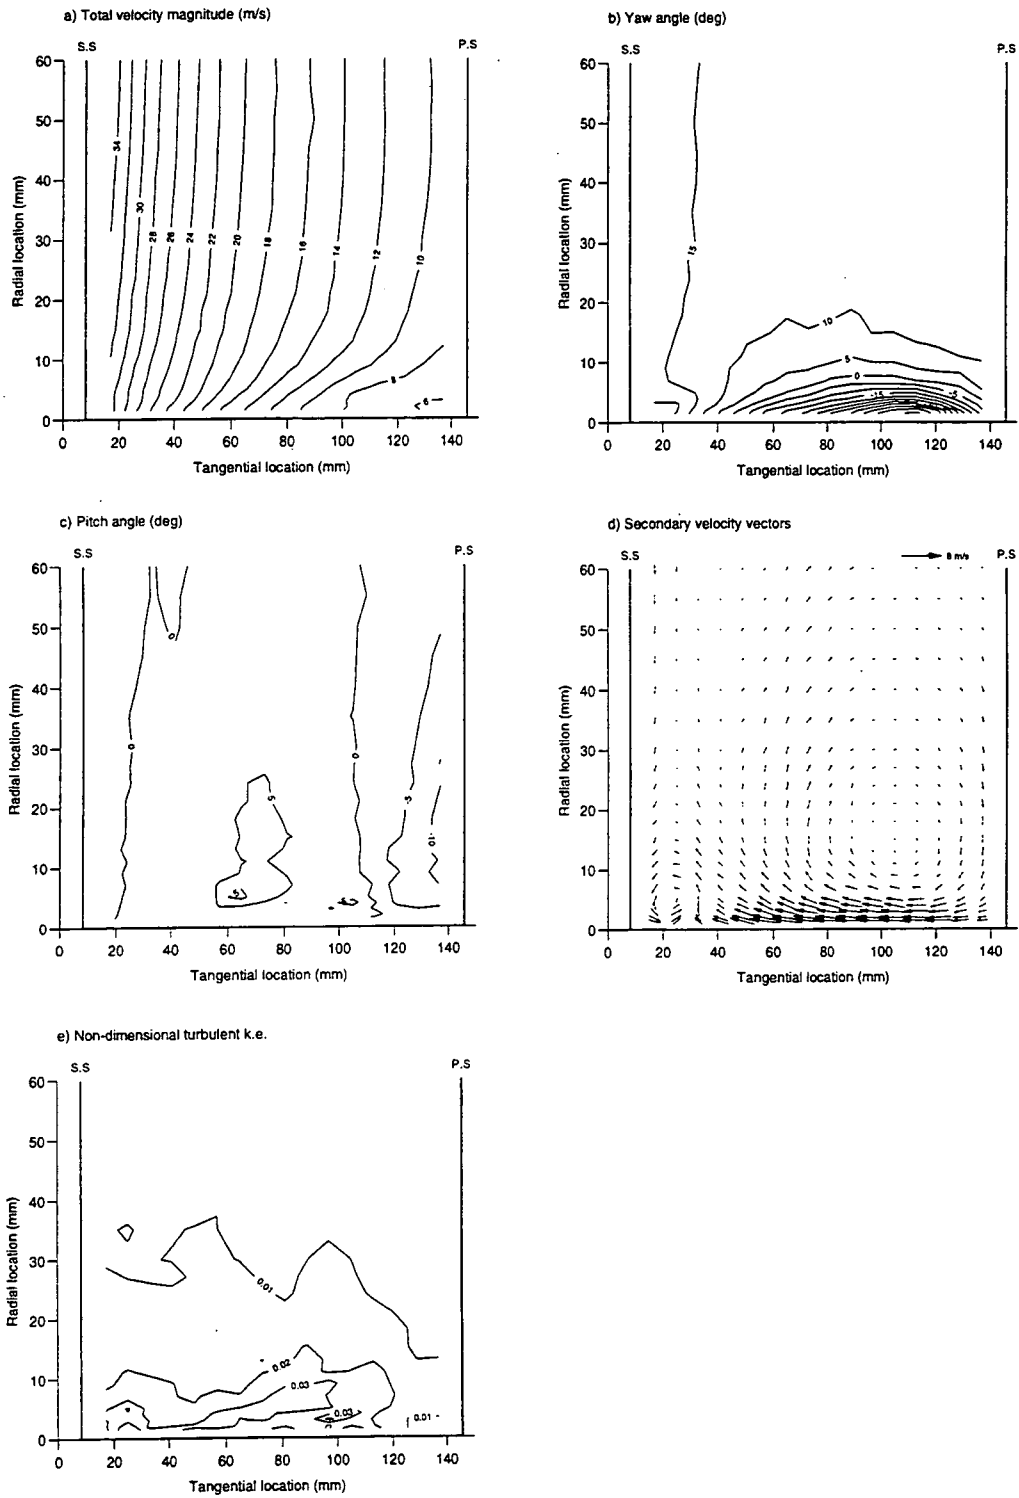 a) Total velocity magnitude (m/s)
S.S
P.S
60
50
40
30
20
10
0
Radial location (mm)
34
30
28
26
24
22
20
18
16
14
12
10
8
6
0 20 40 60 80 100 120 140
Tangential location (mm)
b) Yaw angle (deg)
S.S
P.S
60
50
40
30
20
10
0
Radial location (mm)
15
10
5
0
-5
-15
0 20 40 60 80 100 120 140
Tangential location (mm)
c) Pitch angle (deg)
S.S
P.S
60
50
40
30
20
10
0
Radial location (mm)
0
0
0
5
-5
-10
5
0 20 40 60 80 100 120 140
Tangential location (mm)
d) Secondary velocity vectors
S.S
8 m/s
P.S
60
50
40
30
20
10
0
Radial location (mm)
0 20 40 60 80 100 120 140
Tangential location (mm)
e) Non-dimensional turbulent k.e.
S.S
P.S
60
50
40
30
20
10
0
Radial location (mm)
0.01
0.02
0.03
0.03
0.01
0 20 40 60 80 100 120 140
Tangential location (mm)